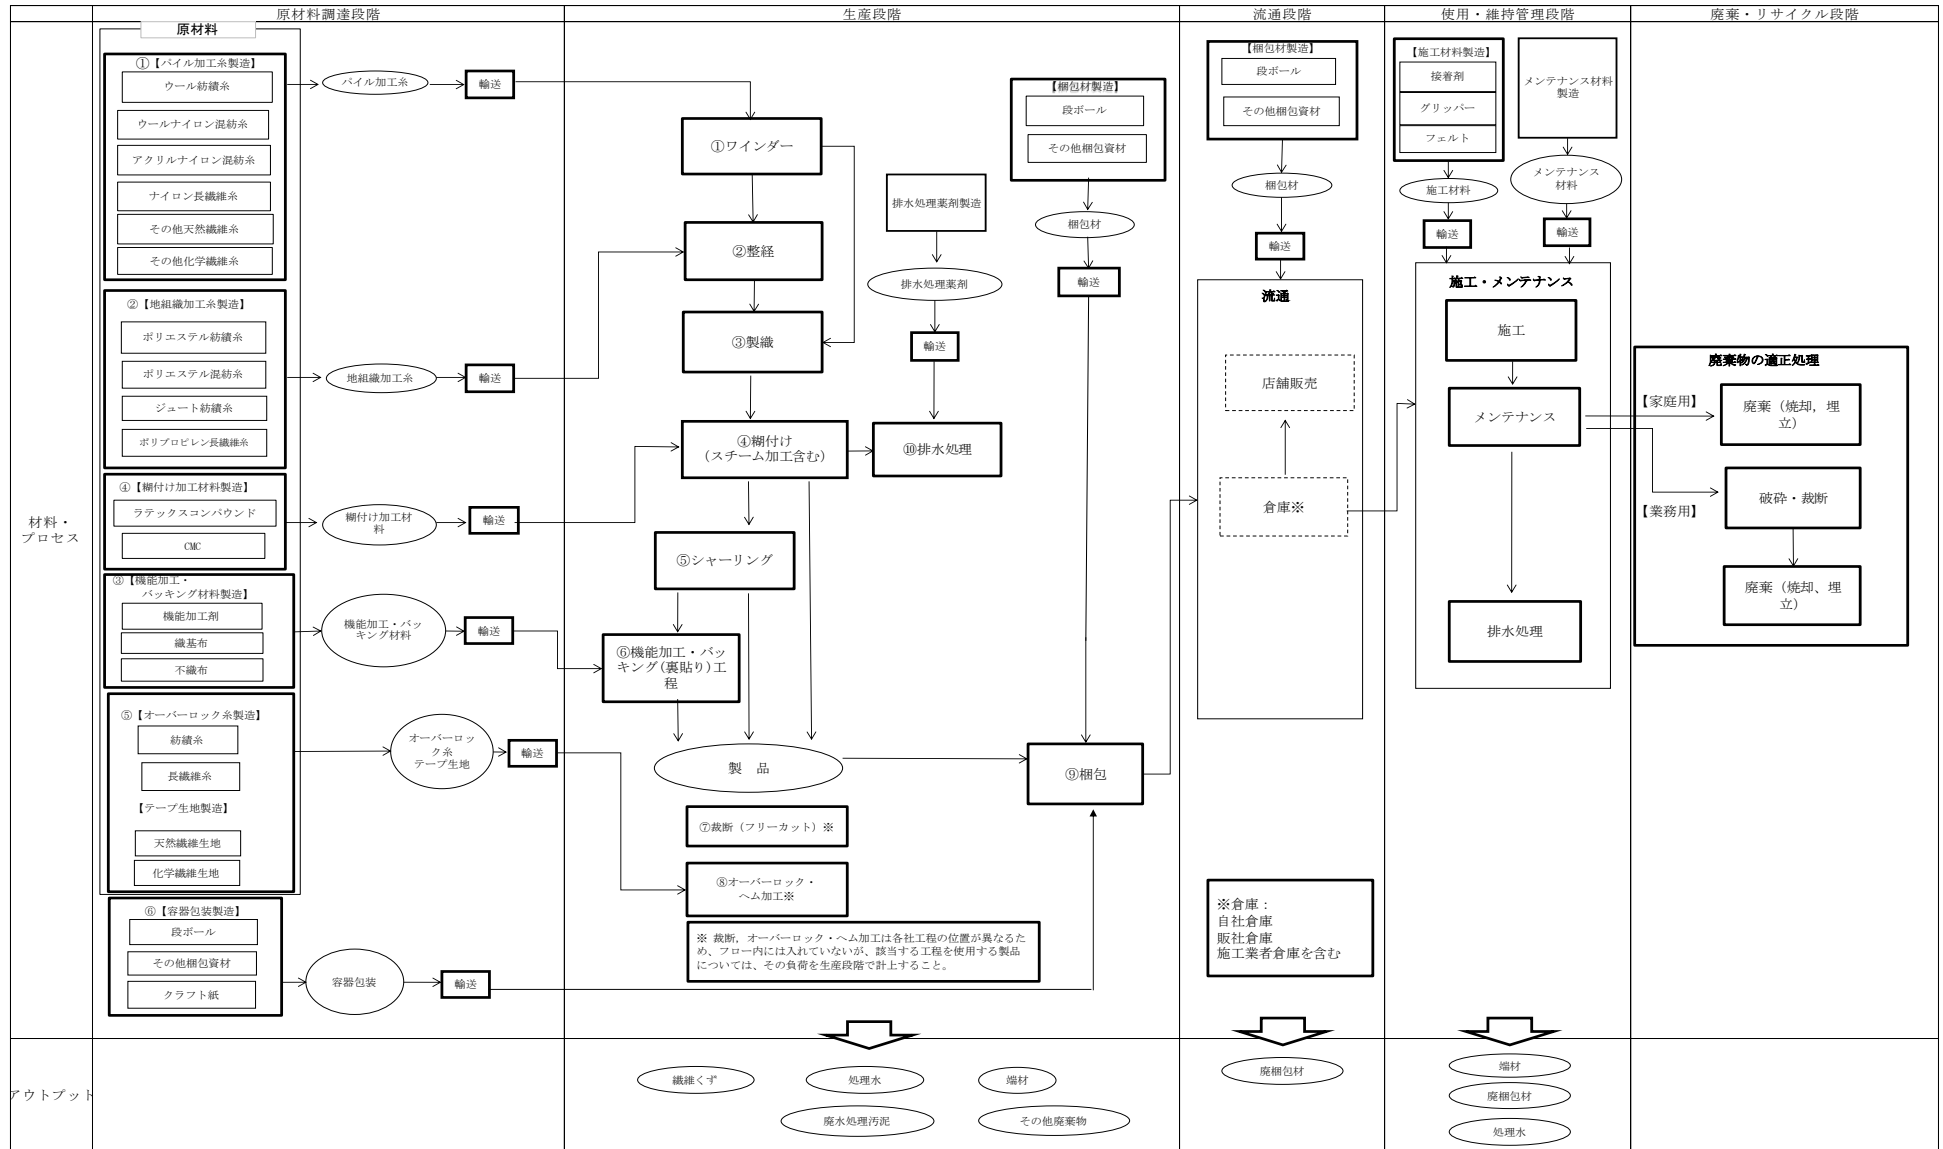 原材料調達段階
生産段階
流通段階
使用・維持管理段階
廃棄・リサイクル段階
材料・
プロセス
原材料
①【パイル加工糸製造】
ウール紡績糸
ウールナイロン混紡糸
アクリルナイロン混紡糸
ナイロン長繊維糸
その他天然繊維糸
その他化学繊維糸
パイル加工糸
輸送
②【地組織加工糸製造】
ポリエステル紡績糸
ポリエステル混紡糸
ジュート紡績糸
ポリプロピレン長繊維糸
地組織加工糸
輸送
④【糊付け加工材料製造】
ラテックスコンパウンド
CMC
糊付け加工材
料
輸送
③【機能加工・
バッキング材料製造】
機能加工剤
織基布
不織布
機能加工・バッ
キング材料
輸送
⑤【オーバーロック糸製造】
紡績糸
長繊維糸
【テープ生地製造】
天然繊維生地
化学繊維生地
オーバーロッ
ク糸
テープ生地
輸送
⑥【容器包装製造】
段ボール
その他梱包資材
クラフト紙
容器包装
輸送
①ワインダー
②整経
③製織
④糊付け
（スチーム加工含む）
⑤シャーリング
⑥機能加工・バッ
キング(裏貼り)工
程
製　品
⑦裁断（フリーカット）※
⑧オーバーロック・
ヘム加工※
※ 裁断，オーバーロック・ヘム加工は各社工程の位置が異なるた
め、フロー内には入れていないが、該当する工程を使用する製品
については、その負荷を生産段階で計上すること。
排水処理薬剤製造
排水処理薬剤
輸送
⑩排水処理
【梱包材製造】
段ボール
その他梱包資材
梱包材
輸送
⑨梱包
【梱包材製造】
段ボール
その他梱包資材
梱包材
輸送
流通
店舗販売
倉庫※
※倉庫：
自社倉庫
販社倉庫
施工業者倉庫を含む
【施工材料製造】
接着剤
グリッパー
フェルト
施工材料
輸送
メンテナンス材料
製造
メンテナンス
材料
輸送
施工・メンテナンス
施工
メンテナンス
排水処理
廃棄物の適正処理
【家庭用】
廃棄（焼却，埋
立）
【業務用】
破砕・裁断
廃棄（焼却、埋
立）
アウトプット
繊維くず
処理水
端材
廃水処理汚泥
その他廃棄物
廃梱包材
端材
廃梱包材
処理水